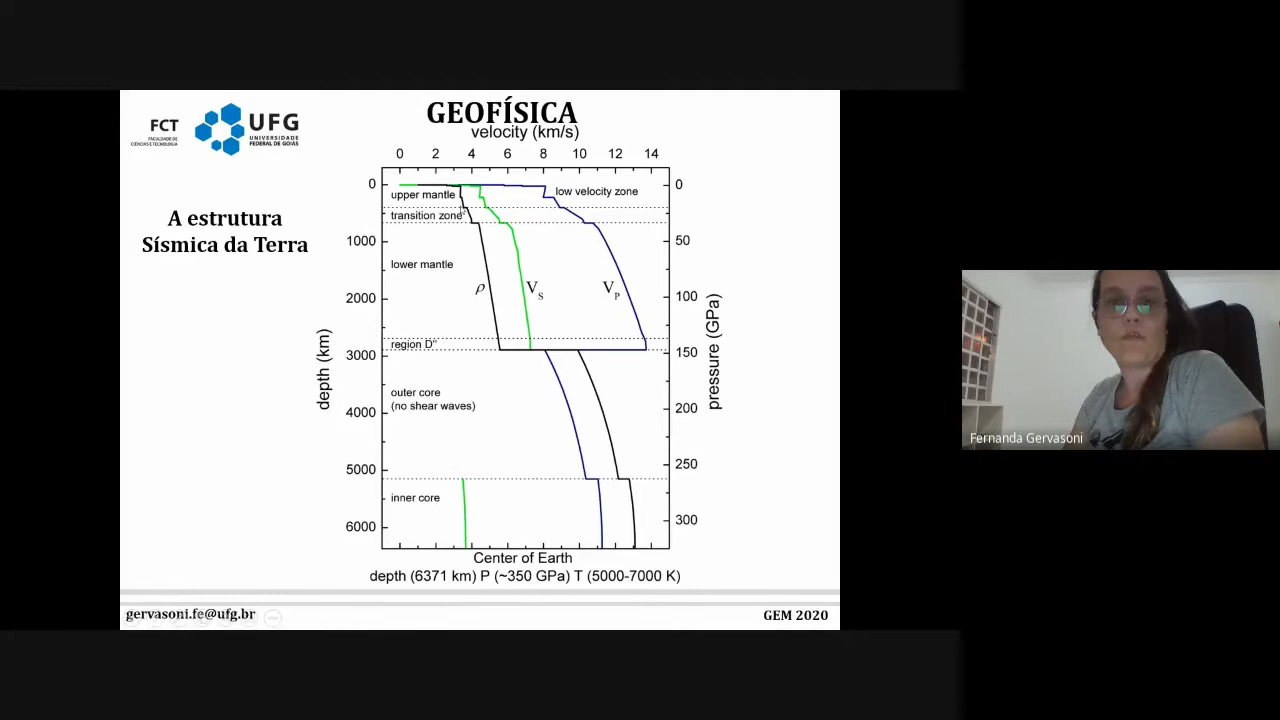 FCT
FACULDADE DE
CIÊNCIAS E TECNOLOGIA
UFG
UNIVERSIDADE
FEDERAL DE GOIÁS
GEOFÍSICA
A estrutura
Sísmica da Terra
velocity (km/s)
0 2 4 6 8 10 12 14
0
1000
2000
3000
4000
5000
6000
depth (km)
upper mantle
low velocity zone
transition zone
lower mantle
ρ
VS
VP
region D"
outer core
(no shear waves)
inner core
0
50
100
150
200
250
300
pressure (GPa)
Center of Earth
depth (6371 km) P (~350 GPa) T (5000-7000 K)
gervasoni.fe@ufg.br
GEM 2020
Fernanda Gervasoni